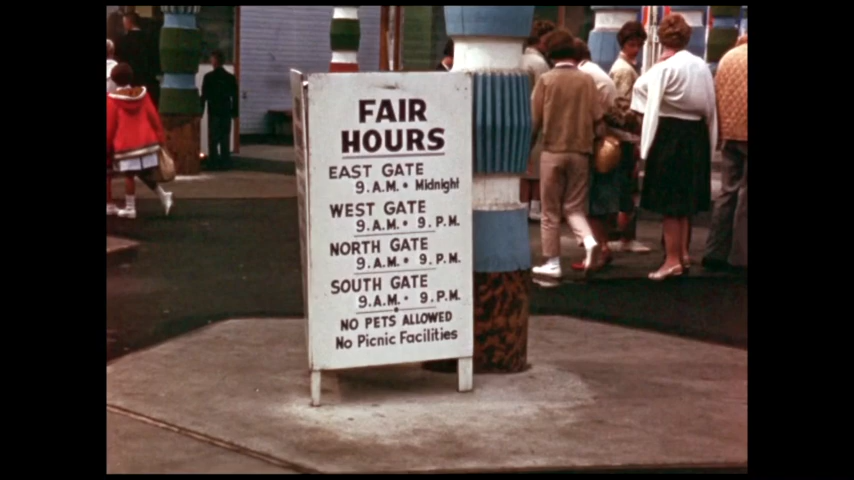 FAIR
HOURS
EAST GATE
9.A.M. • Midnight
WEST GATE
9.A.M. • 9.P.M.
NORTH GATE
9.A.M. • 9.P.M.
SOUTH GATE
9.A.M. • 9.P.M.
NO PETS ALLOWED
No Picnic Facilities